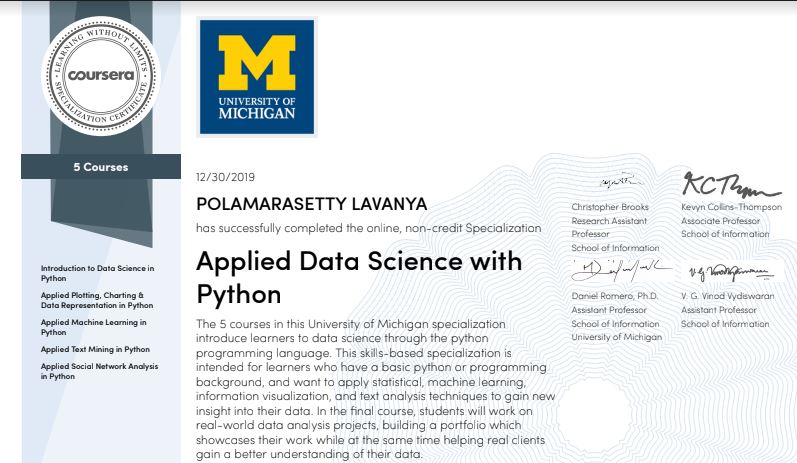 LEARNING WITHOUT LIMITS
coursera
SPECIALIZATION CERTIFICATE
5 Courses
Introduction to Data Science in
Python
Applied Plotting, Charting &
Data Representation in Python
Applied Machine Learning in
Python
Applied Text Mining in Python
Applied Social Network Analysis
in Python
M
UNIVERSITY OF
MICHIGAN
12/30/2019
POLAMARASETTY LAVANYA
has successfully completed the online, non-credit Specialization
Applied Data Science with
Python
The 5 courses in this University of Michigan specialization
introduce learners to data science through the python
programming language. This skills-based specialization is
intended for learners who have a basic python or programming
background, and want to apply statistical, machine learning,
information visualization, and text analysis techniques to gain new
insight into their data. In the final course, students will work on
real-world data analysis projects, building a portfolio which
showcases their work while at the same time helping real clients
gain a better understanding of their data.
Christopher Brooks
Research Assistant
Professor
School of Information
Kevyn Collins-Thompson
Associate Professor
School of Information
Daniel Romero, Ph.D.
Assistant Professor
School of Information
University of Michigan
V. G. Vinod Vydiswaran
Assistant Professor
School of Information